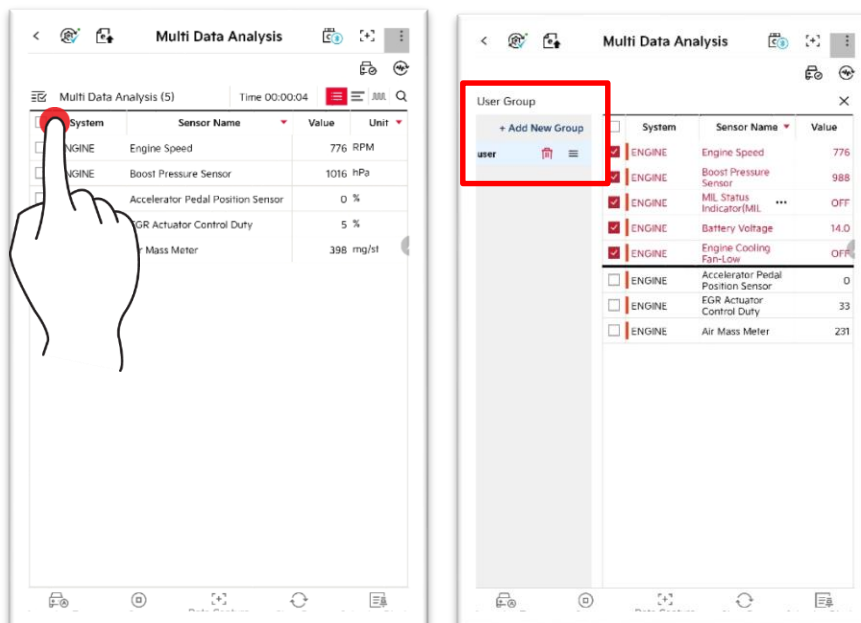 Multi Data Analysis
Multi Data Analysis (5)
Time 00:00:04
System
Sensor Name
Value
Unit
NGINE
Engine Speed
776
RPM
NGINE
Boost Pressure Sensor
1016
hPa
Accelerator Pedal Position Sensor
0
%
EGR Actuator Control Duty
5
%
r Mass Meter
398
mg/st
Multi Data Analysis
User Group
+ Add New Group
user
System
Sensor Name
Value
ENGINE
Engine Speed
776
ENGINE
Boost Pressure
Sensor
988
ENGINE
MIL Status
Indicator(MIL
...
OFF
ENGINE
Battery Voltage
14.0
ENGINE
Engine Cooling
Fan-Low
OFF
ENGINE
Accelerator Pedal
Position Sensor
0
ENGINE
EGR Actuator
Control Duty
33
ENGINE
Air Mass Meter
231